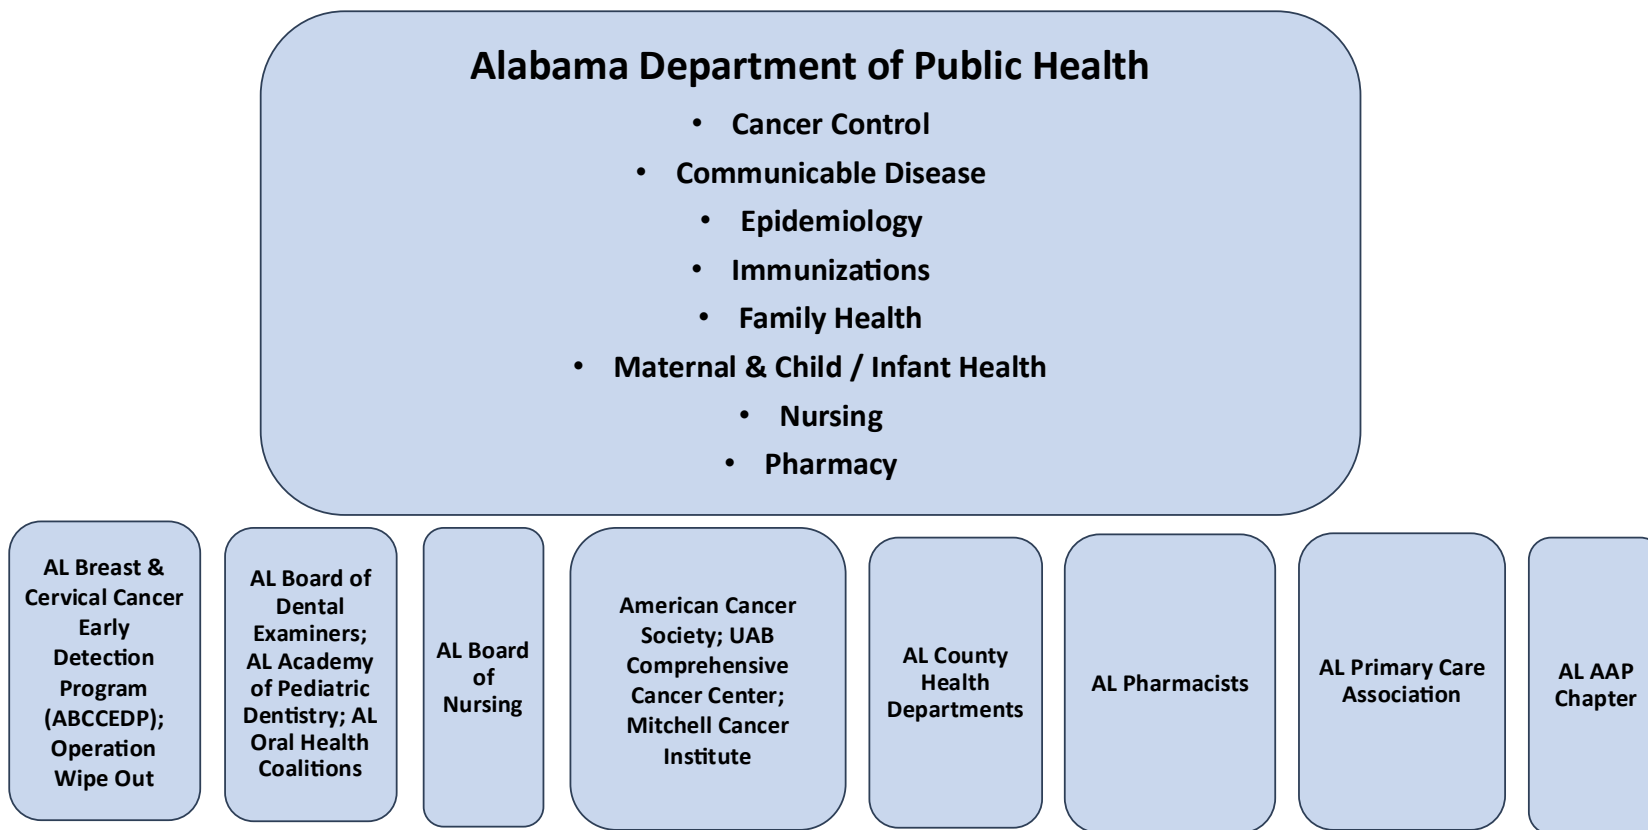 Alabama Department of Public Health
• Cancer Control
• Communicable Disease
• Epidemiology
• Immunizations
• Family Health
• Maternal & Child / Infant Health
• Nursing
• Pharmacy
AL Breast &
Cervical Cancer
Early
Detection
Program
(ABCCEDP);
Operation
Wipe Out
AL Board of
Dental
Examiners;
AL Academy
of Pediatric
Dentistry; AL
Oral Health
Coalitions
AL Board
of
Nursing
American Cancer
Society; UAB
Comprehensive
Cancer Center;
Mitchell Cancer
Institute
AL County
Health
Departments
AL Pharmacists
AL Primary Care
Association
AL AAP
Chapter